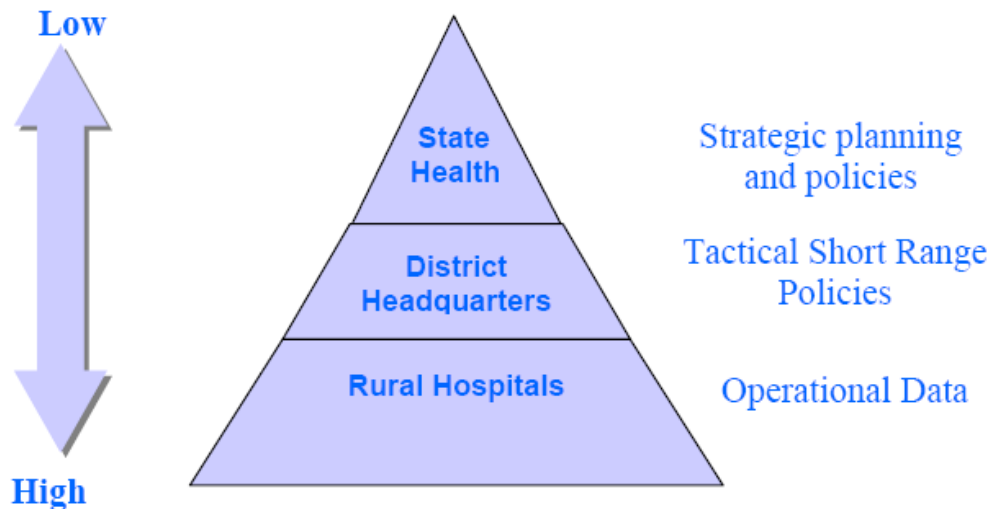 Low
State
Health
Strategic planning
and policies
District
Headquarters
Tactical Short Range
Policies
Rural Hospitals
Operational Data
High